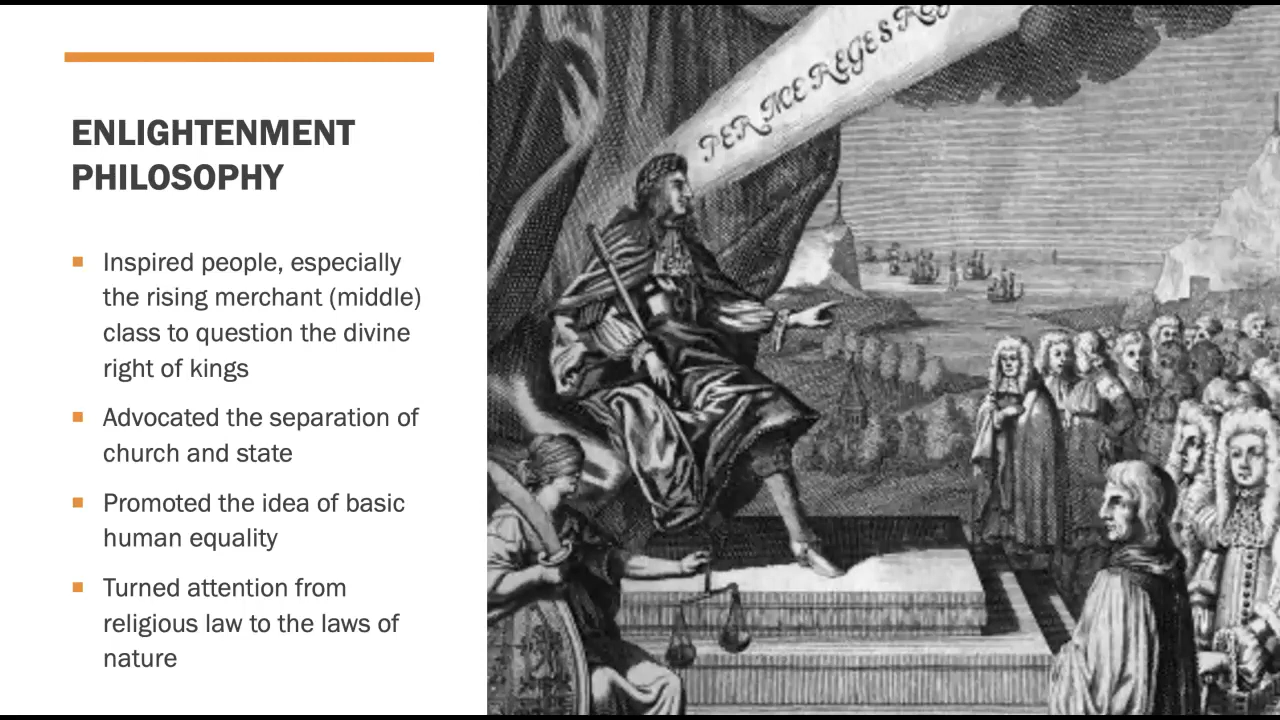 ENLIGHTENMENT
PHILOSOPHY
Inspired people, especially
the rising merchant (middle)
class to question the divine
right of kings
Advocated the separation of
church and state
Promoted the idea of basic
human equality
Turned attention from
religious law to the laws of
nature
PER ME REGES